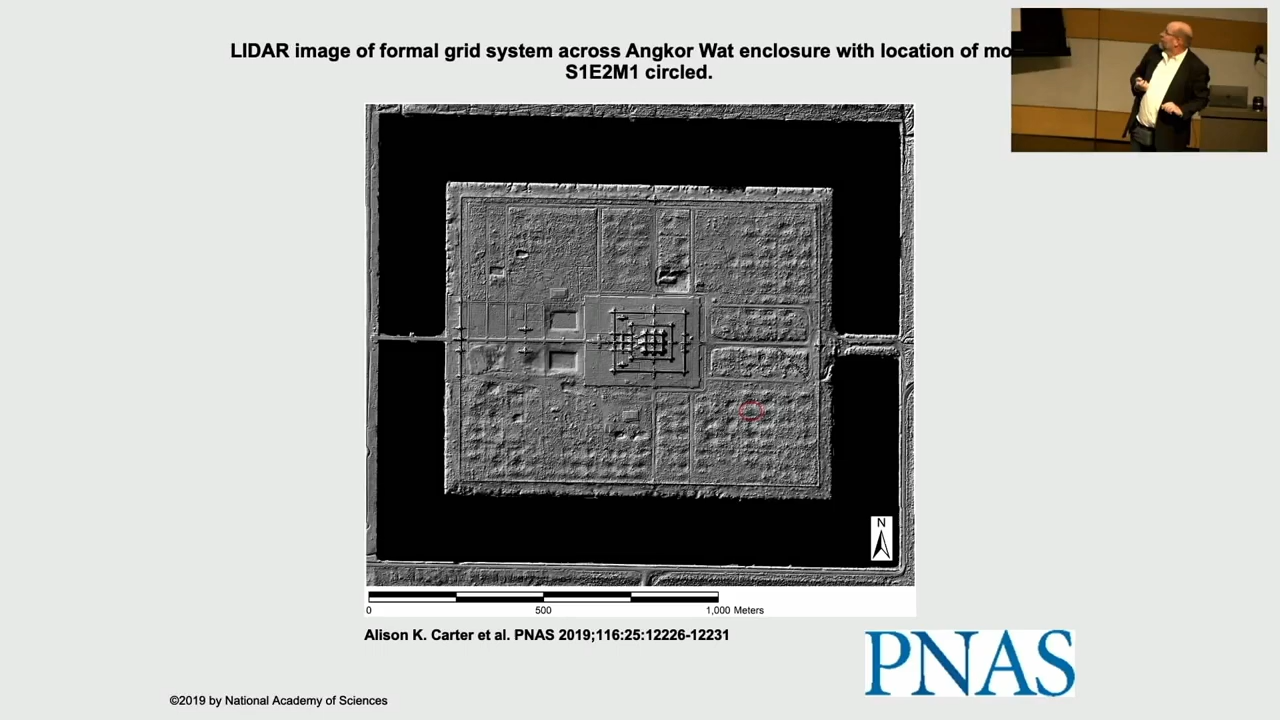 LIDAR image of formal grid system across Angkor Wat enclosure with location of
S1E2M1 circled.
N
0 500 1,000 Meters
Alison K. Carter et al. PNAS 2019;116:25:12226-12231
PNAS
©2019 by National Academy of Sciences